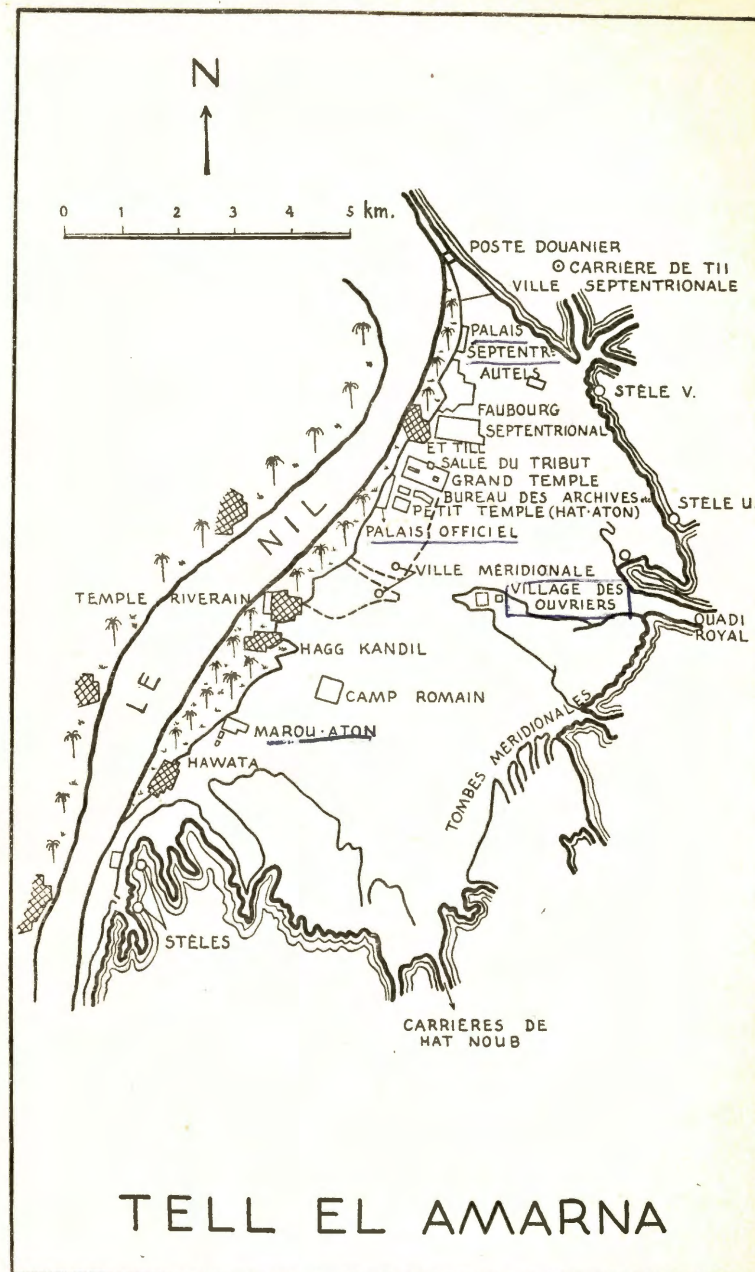 N
0 1 2 3 4 5 km.
POSTE DOUANIER
CARRIÈRE DE TII
VILLE SEPTENTRIONALE
PALAIS
SEPTENTR.
AUTELS
STÈLE V.
FAUBOURG
SEPTENTRIONAL
ET TILL
SALLE DU TRIBUT
GRAND TEMPLE
BUREAU DES ARCHIVES etc
PETIT TEMPLE (HAT·ATON)
STÈLE U
PALAIS OFFICIEL
LE NIL
VILLE MÉRIDIONALE
TEMPLE RIVERAIN
VILLAGE DES
OUVRIERS
OUADI
ROYAL
HAGG KANDIL
CAMP ROMAIN
MAROU·ATON
TOMBES MÉRIDIONALES
HAWATA
STÈLES
CARRIÈRES DE
HAT NOUB
TELL EL AMARNA